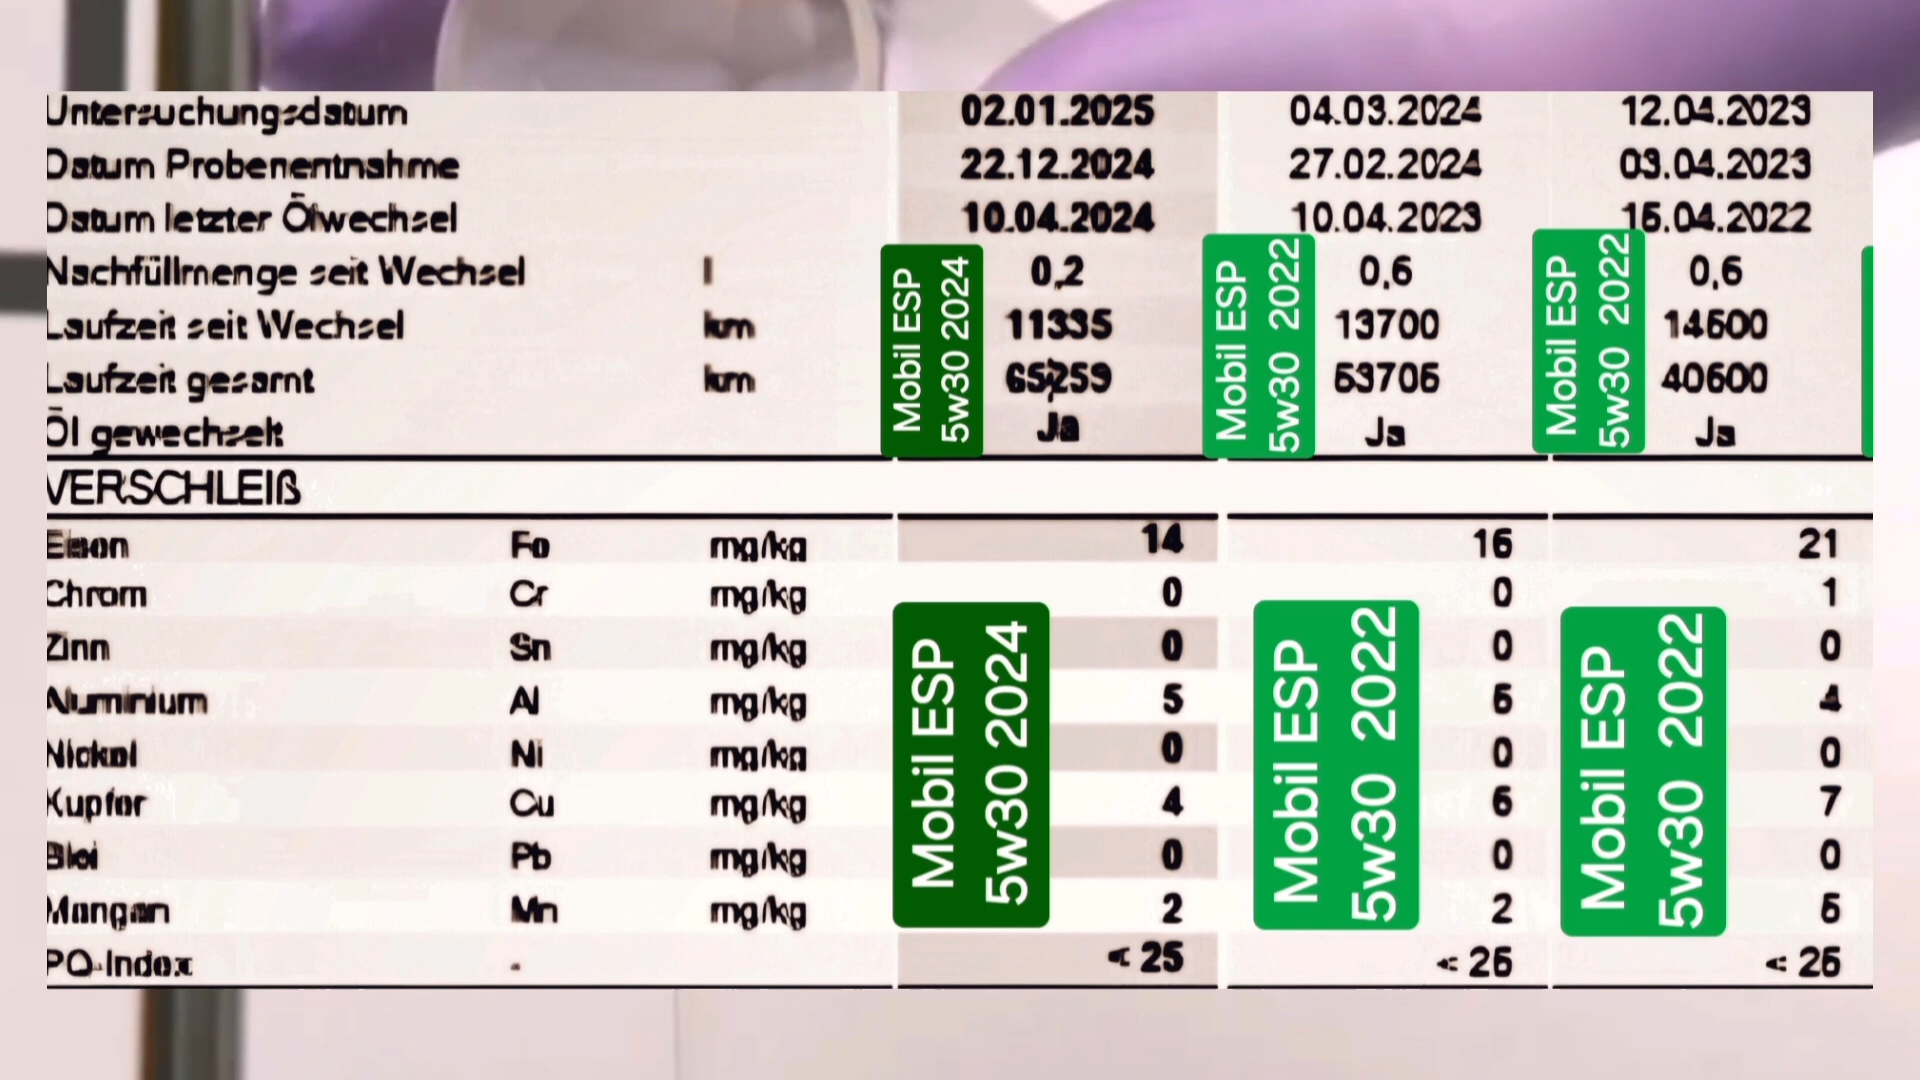 Untersuchungsdatum 02.01.2025 04.03.2024 12.04.2023
Datum Probenentnahme 22.12.2024 27.02.2024 03.04.2023
Datum letzter Ölwechsel 10.04.2024 10.04.2023 15.04.2022
Nachfüllmenge seit Wechsel l 0,2 0,6 0,6
Laufzeit seit Wechsel km 11335 13700 14600
Laufzeit gesamt km 65259 53706 40600
Öl gewechselt Ja Ja Ja
Mobil ESP
5w30 2024
Mobil ESP
5w30 2022
Mobil ESP
5w30 2022
VERSCHLEIß
Eisen Fe mg/kg 14 16 21
Chrom Cr mg/kg 0 0 1
Zinn Sn mg/kg 0 0 0
Aluminium Al mg/kg 5 6 4
Nickel Ni mg/kg 0 0 0
Kupfer Cu mg/kg 4 6 7
Blei Pb mg/kg 0 0 0
Mangan Mn mg/kg 2 2
PQ-Index - < 25 < 25 < 25
Mobil ESP
5w30 2024
Mobil ESP
5w30 2022
Mobil ESP
5w30 2022